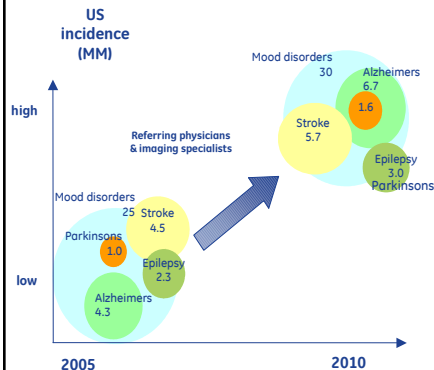 US
incidence
(MM)
high
low
Referring physicians
& imaging specialists
Mood disorders
30
Alzheimers
6.7
1.6
Stroke
5.7
Epilepsy
3.0
Parkinsons
Mood disorders
25
Stroke
4.5
Parkinsons
1.0
Epilepsy
2.3
Alzheimers
4.3
2005
2010